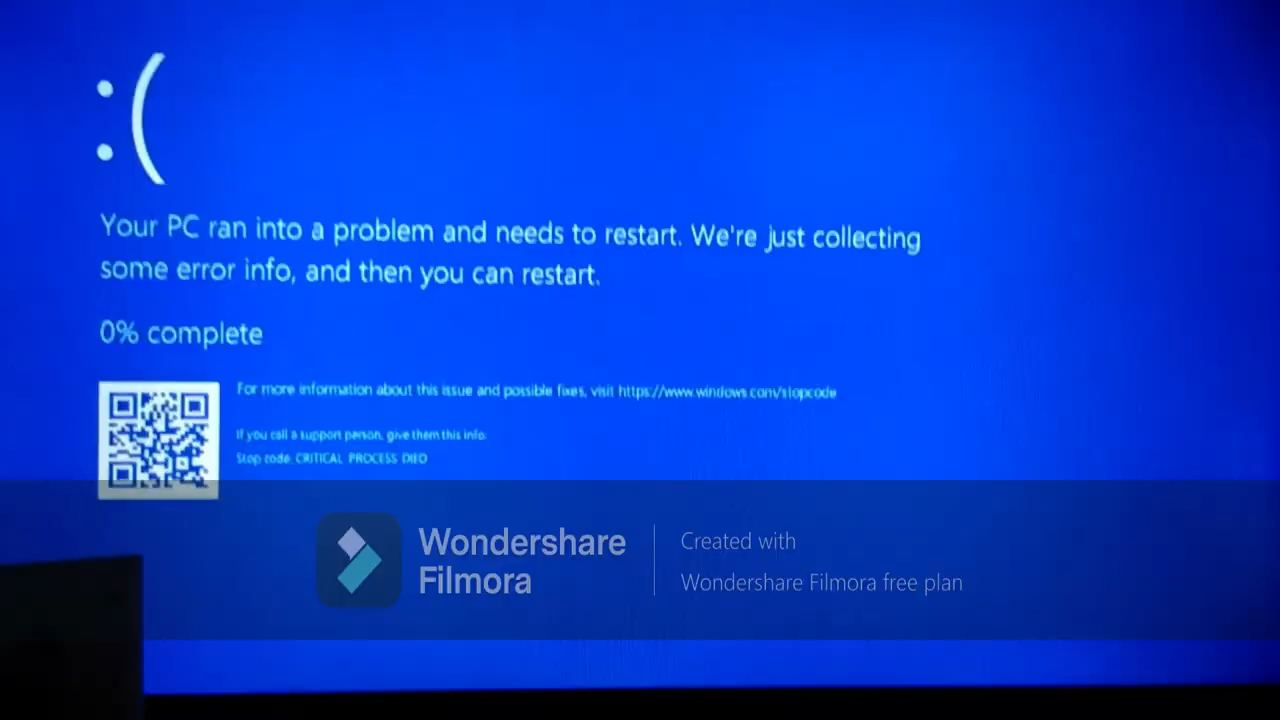 :(
Your PC ran into a problem and needs to restart. We're just collecting
some error info, and then you can restart.
0% complete
For more information about this issue and possible fixes, visit https://www.windows.com/stopcode
If you call a support person, give them this info:
Stop code: CRITICAL PROCESS DIED
Wondershare
Filmora
Created with
Wondershare Filmora free plan